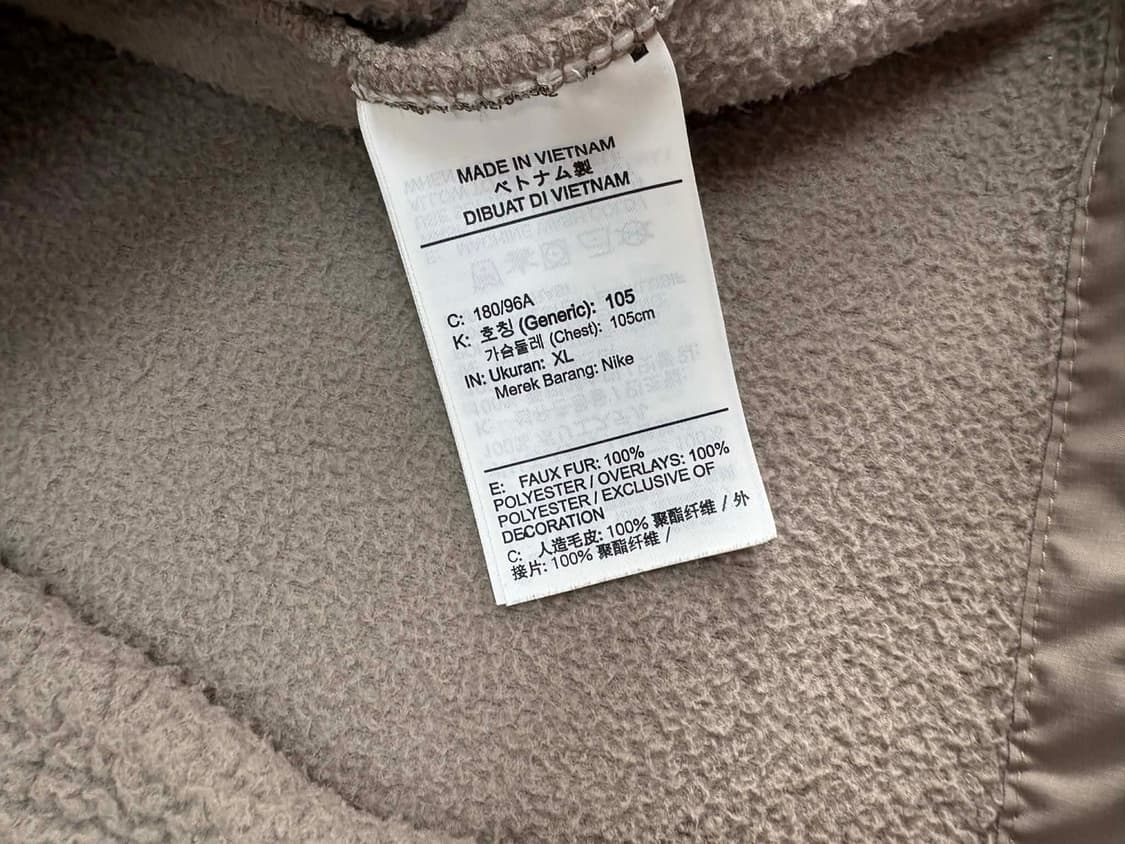 MADE IN VIETNAM
ベトナム製
DIBUAT DI VIETNAM
C: 180/96A
K: 호칭 (Generic): 105
가슴둘레 (Chest): 105cm
IN: Ukuran: XL
Merek Barang: Nike
E: FAUX FUR: 100%
POLYESTER / OVERLAYS: 100%
POLYESTER / EXCLUSIVE OF
DECORATION
C: 人造毛皮: 100% 聚酯纤维 / 外
接片: 100% 聚酯纤维 /